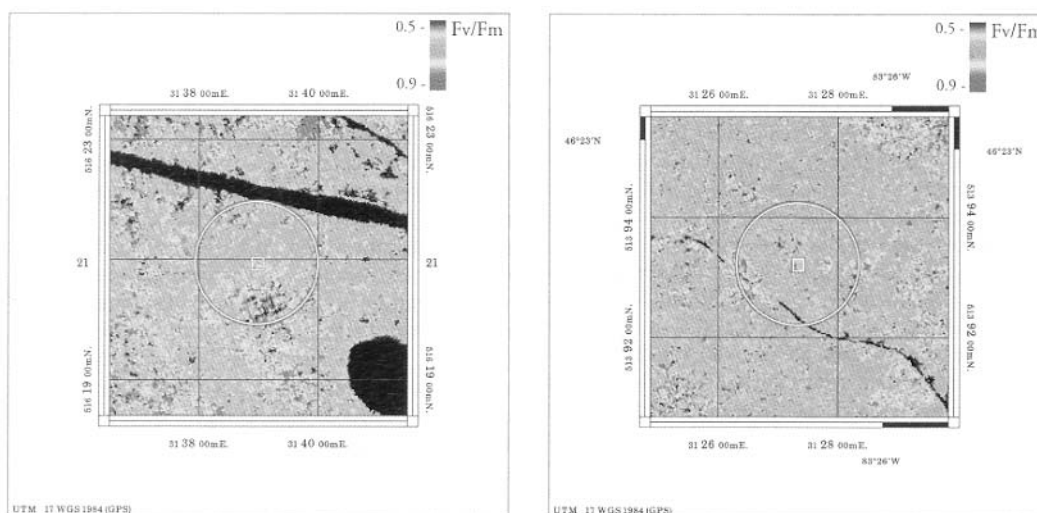 0.5 - Fv/Fm
0.9 -
31 38 00mE. 31 40 00mE.
516 23 00mN. 516 23 00mN.
21 21
516 19 00mN. 516 19 00mN.
31 38 00mE. 31 40 00mE.
UTM 17 WGS 1984 (GPS)
0.5 - Fv/Fm
0.9 -
83°26'W
31 26 00mE. 31 28 00mE.
46°23'N 46°23'N
513 94 00mN. 513 94 00mN.
513 92 00mN. 513 92 00mN.
31 26 00mE. 31 28 00mE.
83°26'W
UTM 17 WGS 1984 (GPS)